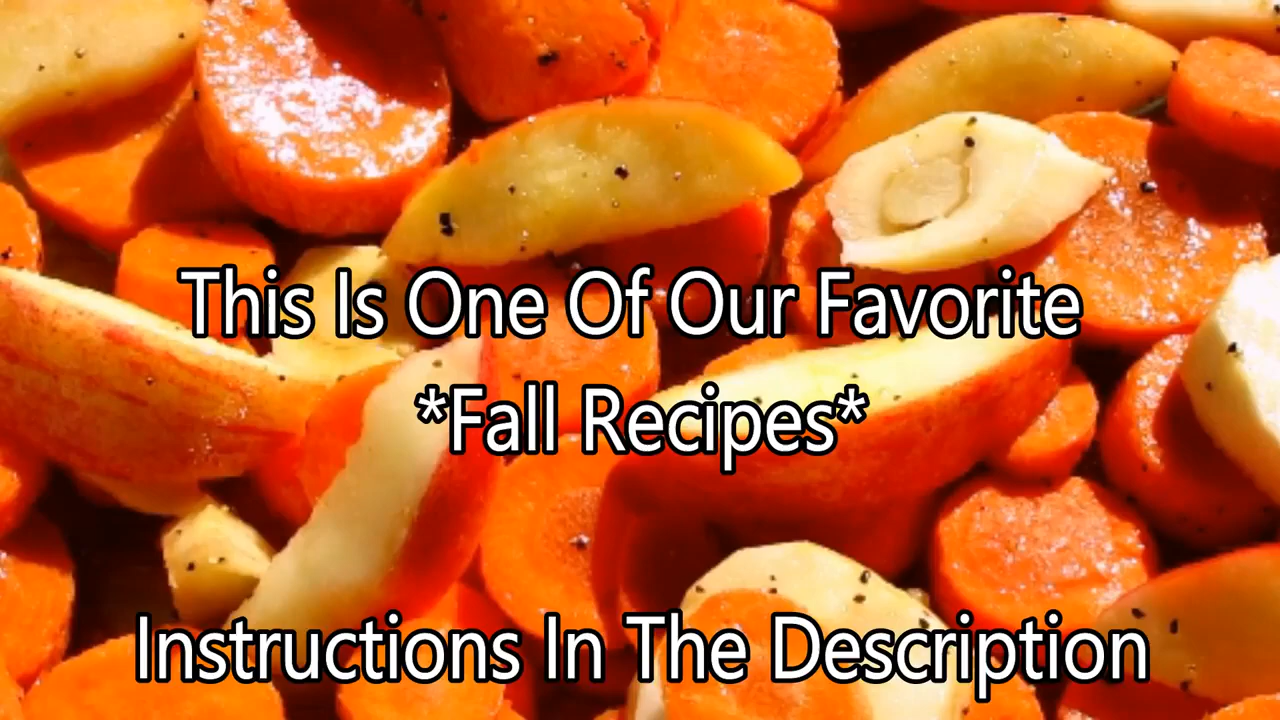 This Is One Of Our Favorite
*Fall Recipes*
Instructions In The Description